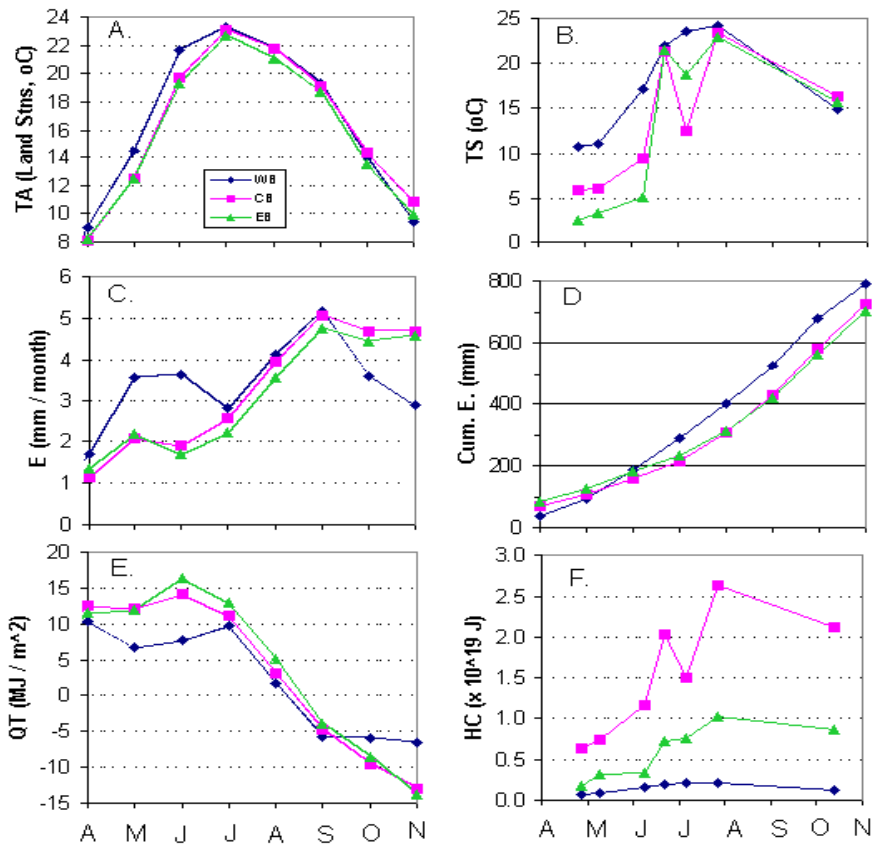 A.
TA (Land Stns, oC)
24
22
20
18
16
14
12
10
8
WB
CB
EB
B.
TS (oC)
25
20
15
10
5
0
C.
E (mm / month)
6
5
4
3
2
1
0
D
Cum. E. (mm)
800
600
400
200
0
E.
QT (MJ / m^2)
20
15
10
5
0
-5
-10
-15
A M J J A S O N
F.
HC (x 10^19 J)
3.0
2.5
2.0
1.5
1.0
0.5
0.0
A M J J A S O N